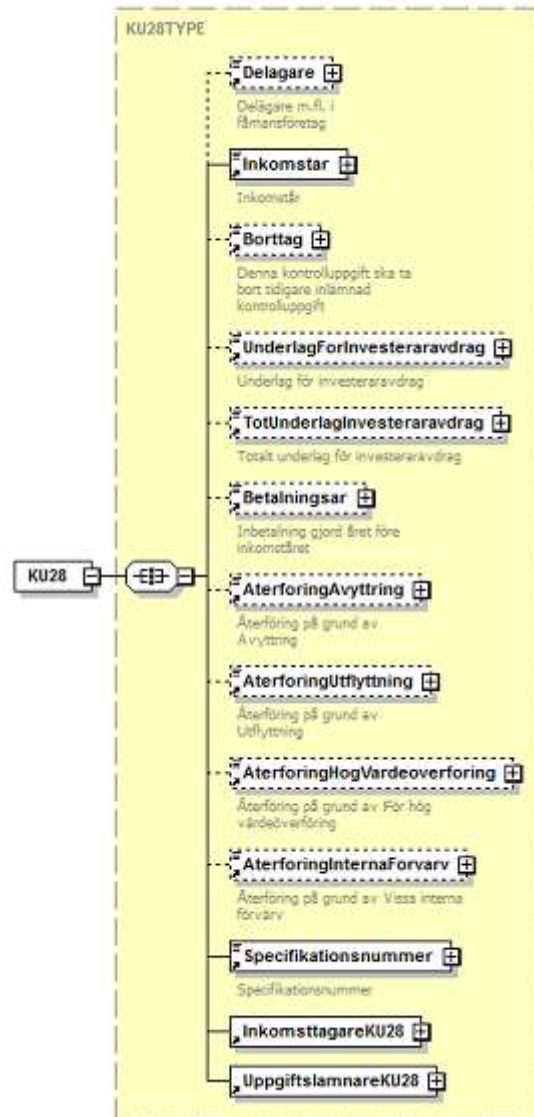 KU28TYPE
Delagare
Delägare m.fl. i
fåmansföretag
Inkomstar
Inkomstår
Borttag
Denna kontrolluppgift ska ta
bort tidigare inlämnad
kontrolluppgift
UnderlagForInvesteraravdrag
Underlag för investeraravdrag
TotUnderlagInvesteraravdrag
Totalt underlag för investeraravdrag
Betalningsar
Inbetalning gjord året före
inkomståret
KU28
AterforingAvyttring
Återföring på grund av
Avyttring
AterforingUtflyttning
Återföring på grund av
Utflyttning
AterforingHogVardeoverforing
Återföring på grund av För hög
värdeöverföring
AterforingInternaForvarv
Återföring på grund av Vissa interna
förvärv
Specifikationsnummer
Specifikationsnummer
InkomsttagareKU28
UppgiftslamnareKU28